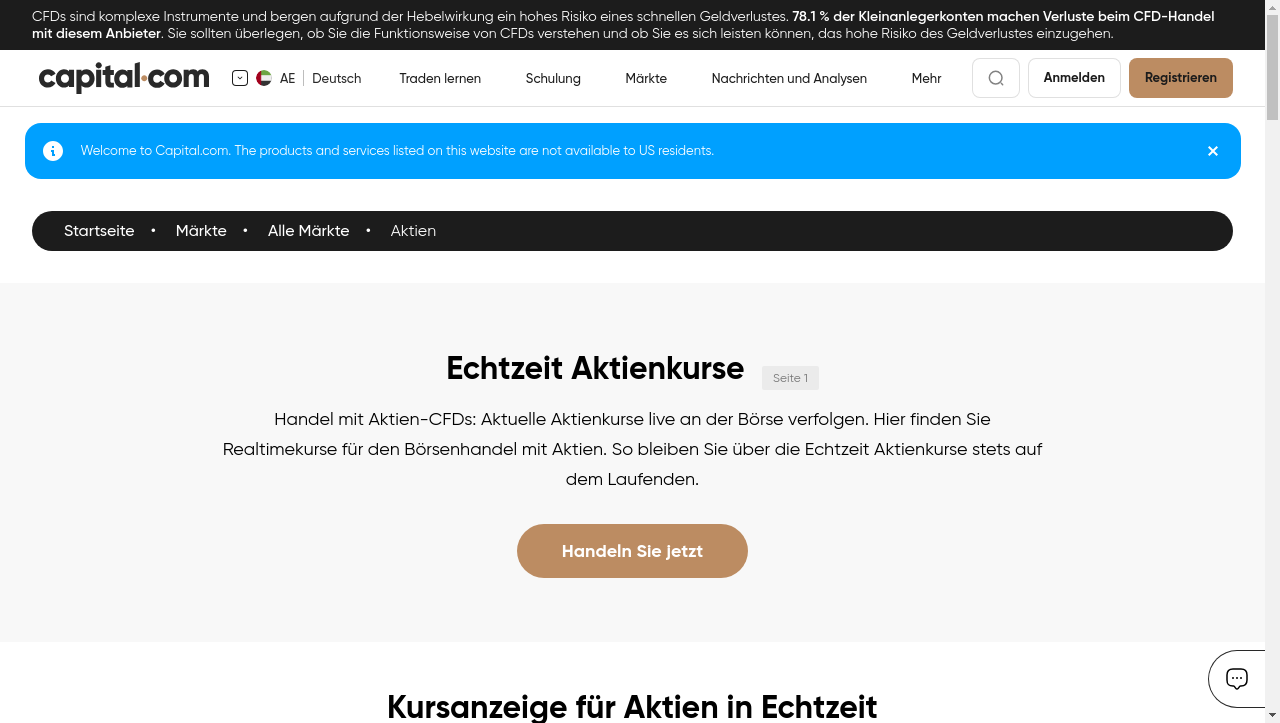 CFDs sind komplexe Instrumente und bergen aufgrund der Hebelwirkung ein hohes Risiko eines schnellen Geldverlustes. 78.1 % der Kleinanlegerkonten machen Verluste beim CFD-Handel
mit diesem Anbieter. Sie sollten überlegen, ob Sie die Funktionsweise von CFDs verstehen und ob Sie es sich leisten können, das hohe Risiko des Geldverlustes einzugehen.
capital.com AE Deutsch Traden lernen Schulung Märkte Nachrichten und Analysen Mehr Anmelden Registrieren
Welcome to Capital.com. The products and services listed on this website are not available to US residents.
Startseite • Märkte • Alle Märkte • Aktien
Echtzeit Aktienkurse Seite 1
Handel mit Aktien-CFDs: Aktuelle Aktienkurse live an der Börse verfolgen. Hier finden Sie
Realtimekurse für den Börsenhandel mit Aktien. So bleiben Sie über die Echtzeit Aktienkurse stets auf
dem Laufenden.
Handeln Sie jetzt
Kursanzeige für Aktien in Echtzeit